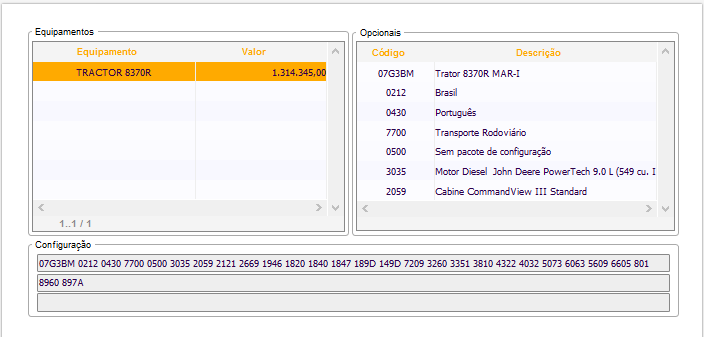 Equipamentos
Equipamento Valor
TRACTOR 8370R 1.314.345,00
1..1 / 1
Opcionais
Código Descrição
07G3BM Trator 8370R MAR-I
0212 Brasil
0430 Português
7700 Transporte Rodoviário
0500 Sem pacote de configuração
3035 Motor Diesel John Deere PowerTech 9.0 L (549 cu. I
2059 Cabine CommandView III Standard
Configuração
07G3BM 0212 0430 7700 0500 3035 2059 2121 2669 1946 1820 1840 1847 189D 149D 7209 3260 3351 3810 4322 4032 5073 6063 5609 6605 801
8960 897A